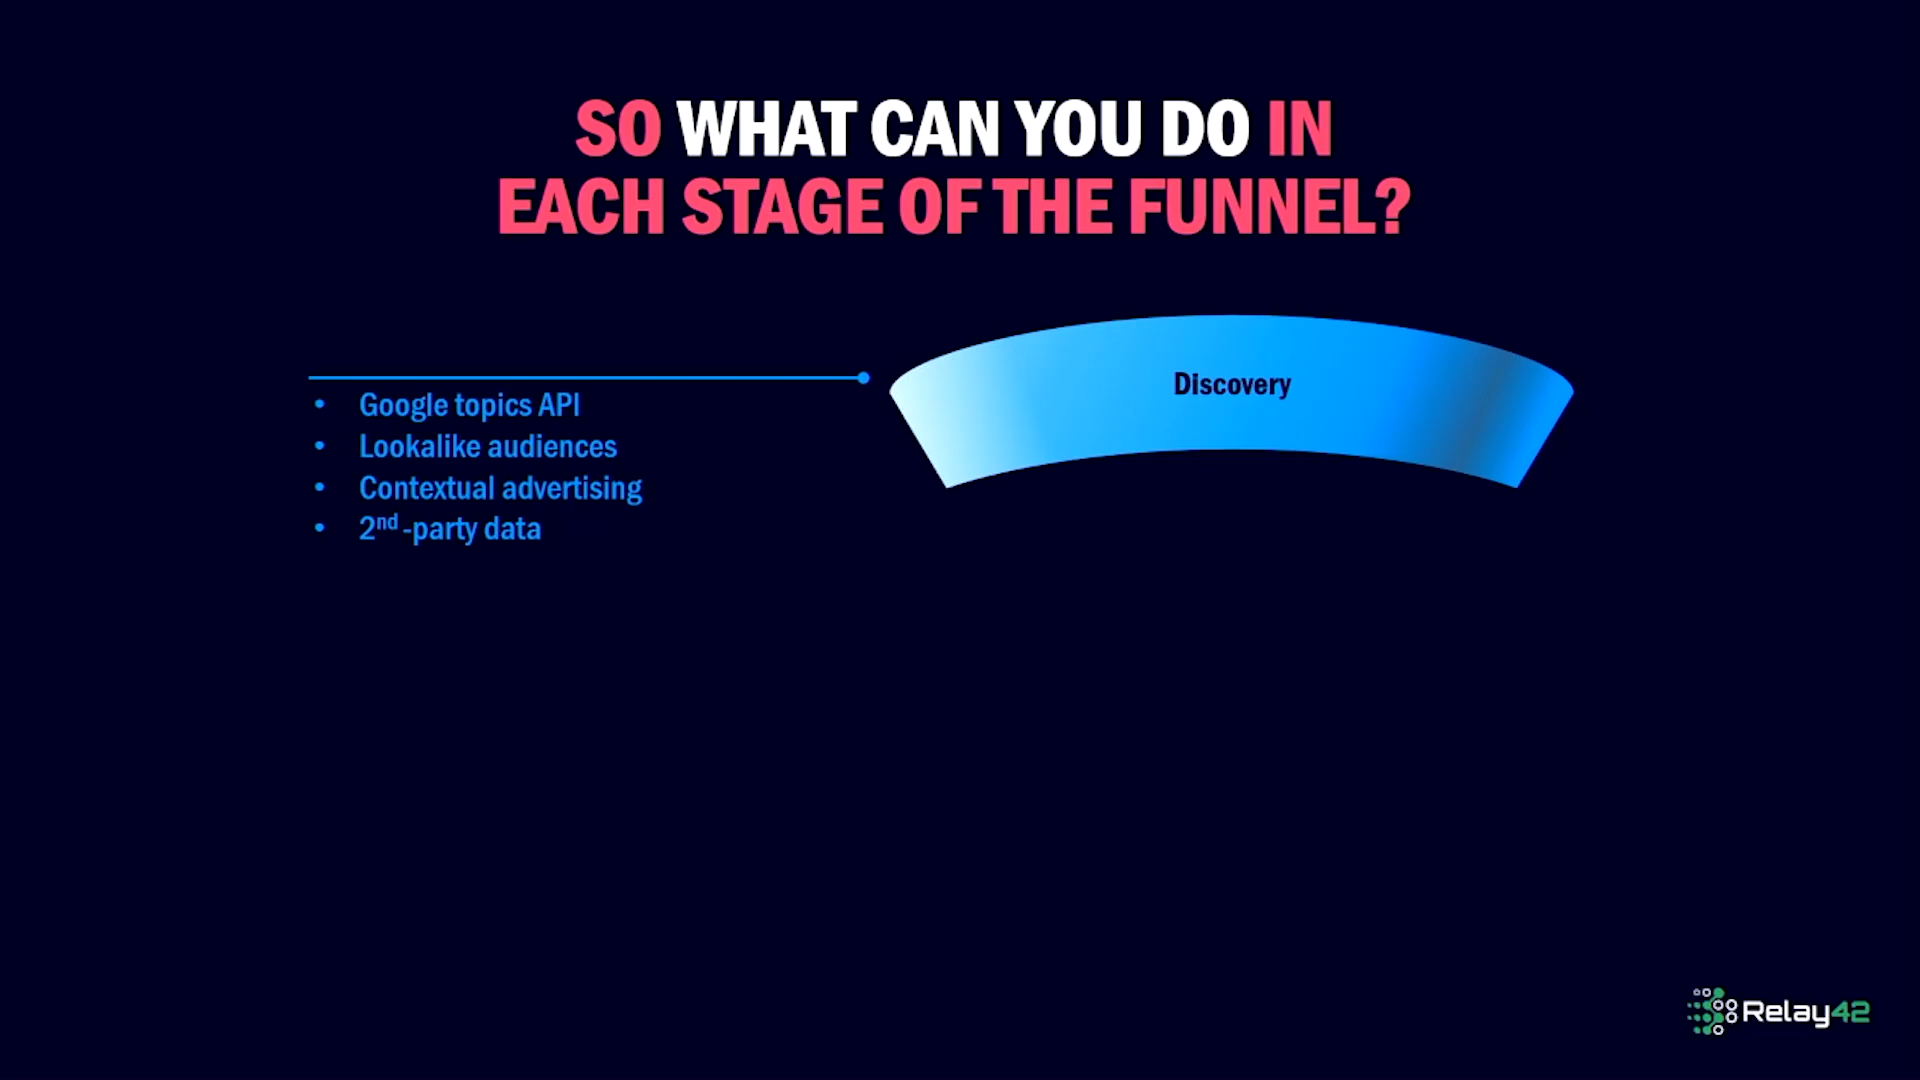 SO WHAT CAN YOU DO IN
EACH STAGE OF THE FUNNEL?
Discovery
• Google topics API
• Lookalike audiences
• Contextual advertising
• 2nd -party data
Relay42